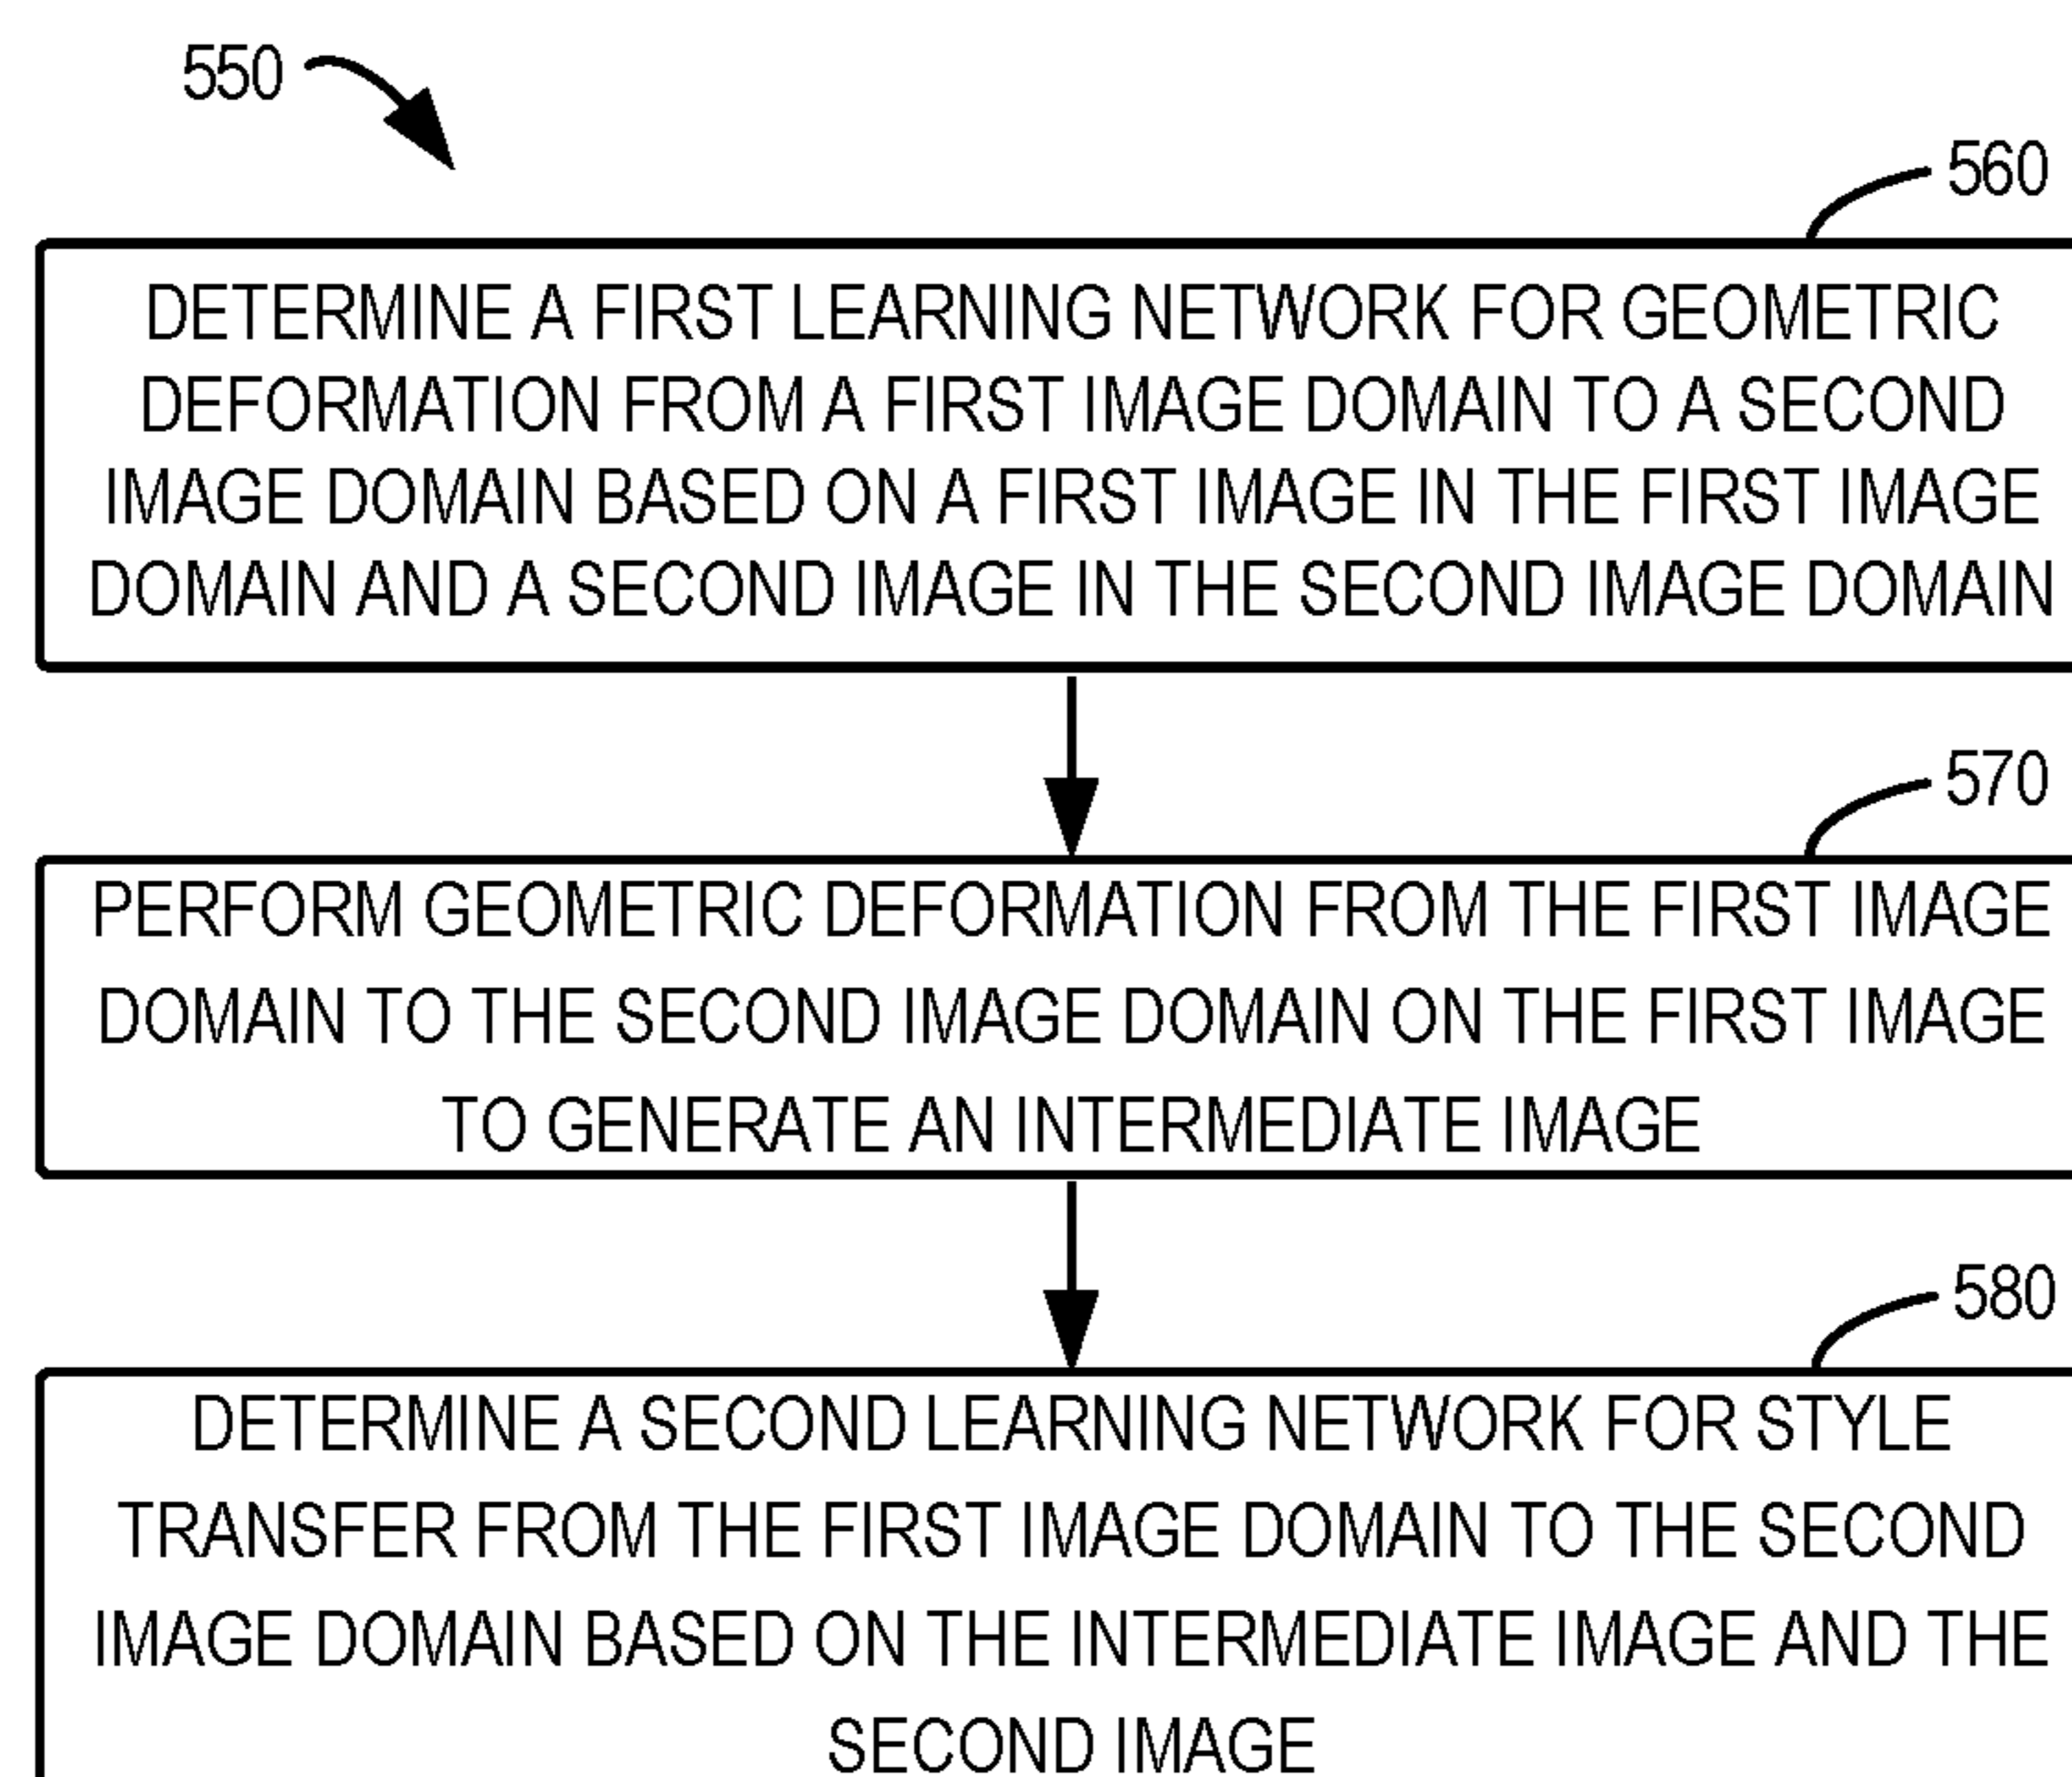 550
560
DETERMINE A FIRST LEARNING NETWORK FOR GEOMETRIC
DEFORMATION FROM A FIRST IMAGE DOMAIN TO A SECOND
IMAGE DOMAIN BASED ON A FIRST IMAGE IN THE FIRST IMAGE
DOMAIN AND A SECOND IMAGE IN THE SECOND IMAGE DOMAIN
570
PERFORM GEOMETRIC DEFORMATION FROM THE FIRST IMAGE
DOMAIN TO THE SECOND IMAGE DOMAIN ON THE FIRST IMAGE
TO GENERATE AN INTERMEDIATE IMAGE
580
DETERMINE A SECOND LEARNING NETWORK FOR STYLE
TRANSFER FROM THE FIRST IMAGE DOMAIN TO THE SECOND
IMAGE DOMAIN BASED ON THE INTERMEDIATE IMAGE AND THE
SECOND IMAGE